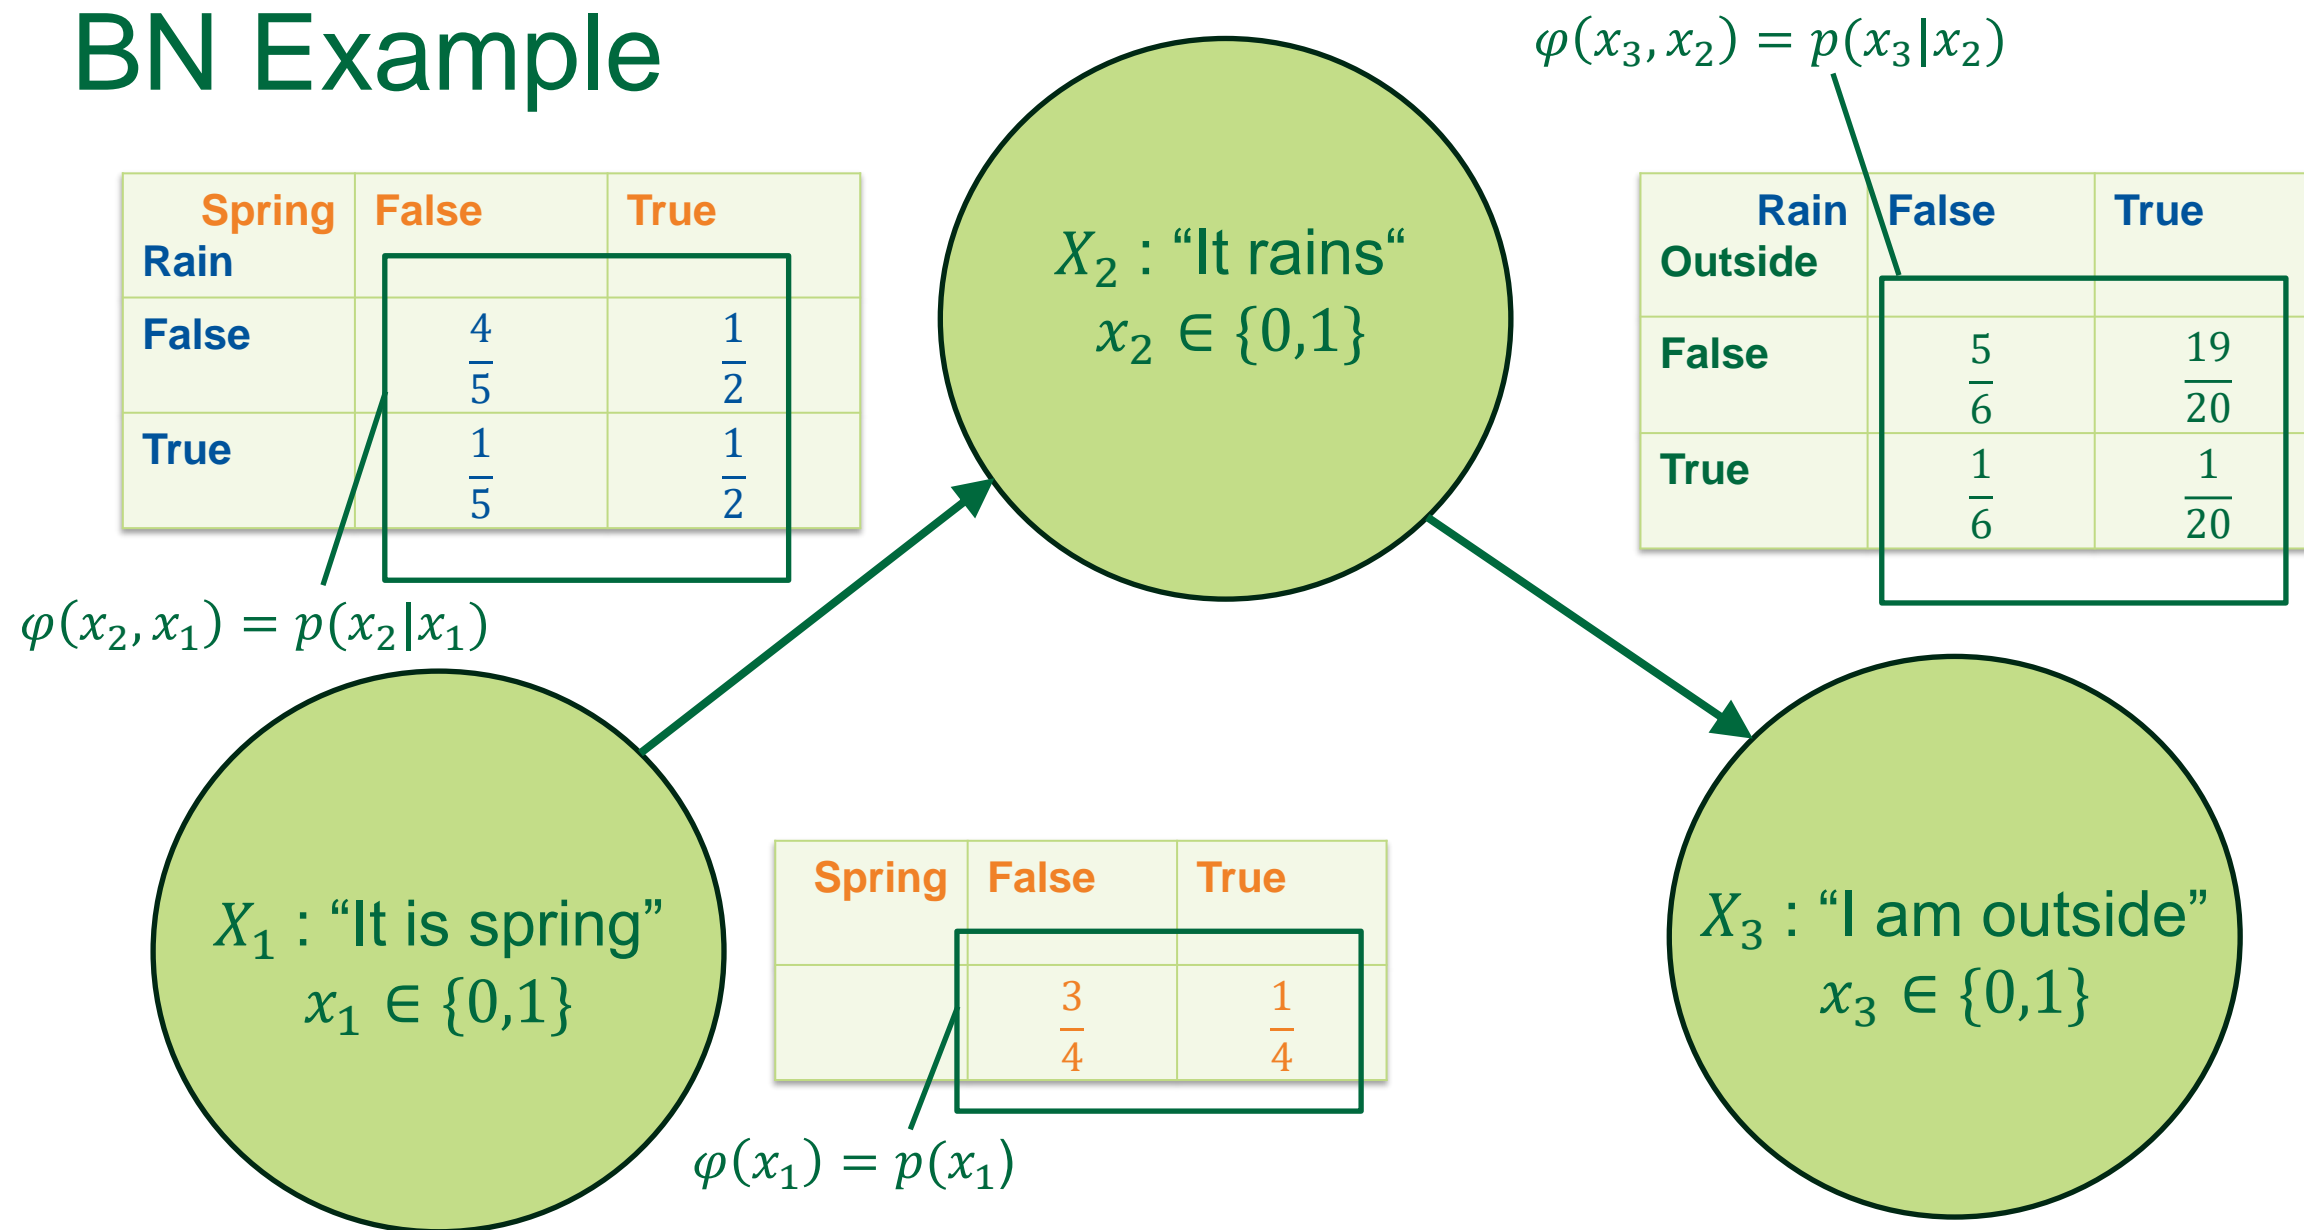 BN Example
φ(x₃, x₂) = p(x₃|x₂)
Spring False True
Rain
False 4/5 1/2
True 1/5 1/2
φ(x₂, x₁) = p(x₂|x₁)
X₂ : “It rains“
x₂ ∈ {0,1}
Rain False True
Outside
False 5/6 19/20
True 1/6 1/20
X₁ : “It is spring”
x₁ ∈ {0,1}
Spring False True
3/4 1/4
φ(x₁) = p(x₁)
X₃ : “I am outside”
x₃ ∈ {0,1}